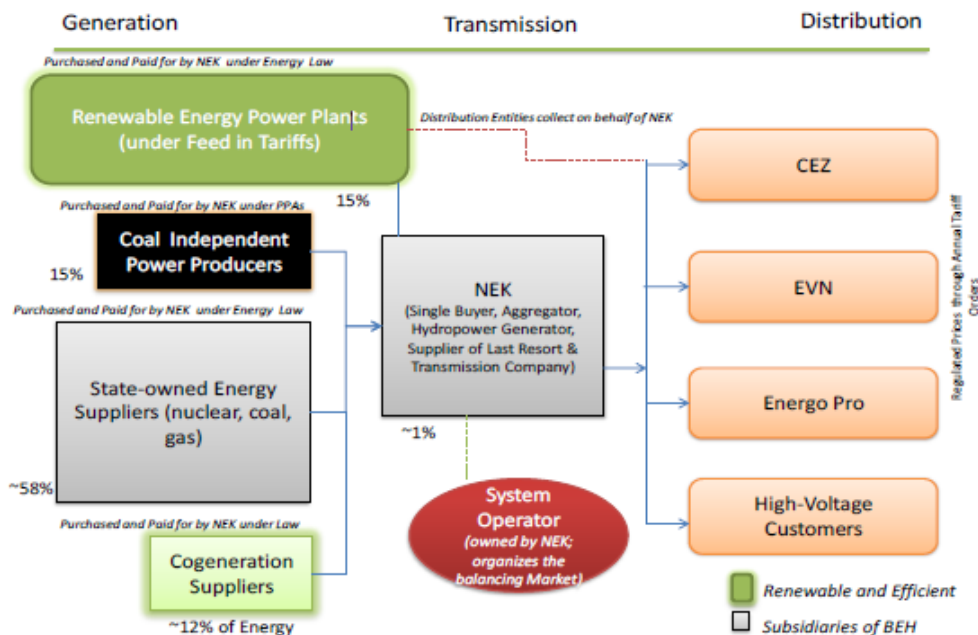 Generation
Transmission
Distribution
Purchased and Paid for by NEK under Energy Law
Renewable Energy Power Plants
(under Feed in Tariffs)
Distribution Entities collect on behalf of NEK
15%
Purchased and Paid for by NEK under PPAs
Coal Independent
Power Producers
15%
Purchased and Paid for by NEK under Energy Law
State-owned Energy
Suppliers (nuclear, coal,
gas)
~58%
Purchased and Paid for by NEK under Law
Cogeneration
Suppliers
~12% of Energy
NEK
(Single Buyer, Aggregator,
Hydropower Generator,
Supplier of Last Resort &
Transmission Company)
~1%
System
Operator
(owned by NEK;
organizes the
balancing Market)
CEZ
EVN
Energo Pro
High-Voltage
Customers
Regulated Prices through Annual Tariff
Orders
Renewable and Efficient
Subsidiaries of BEH